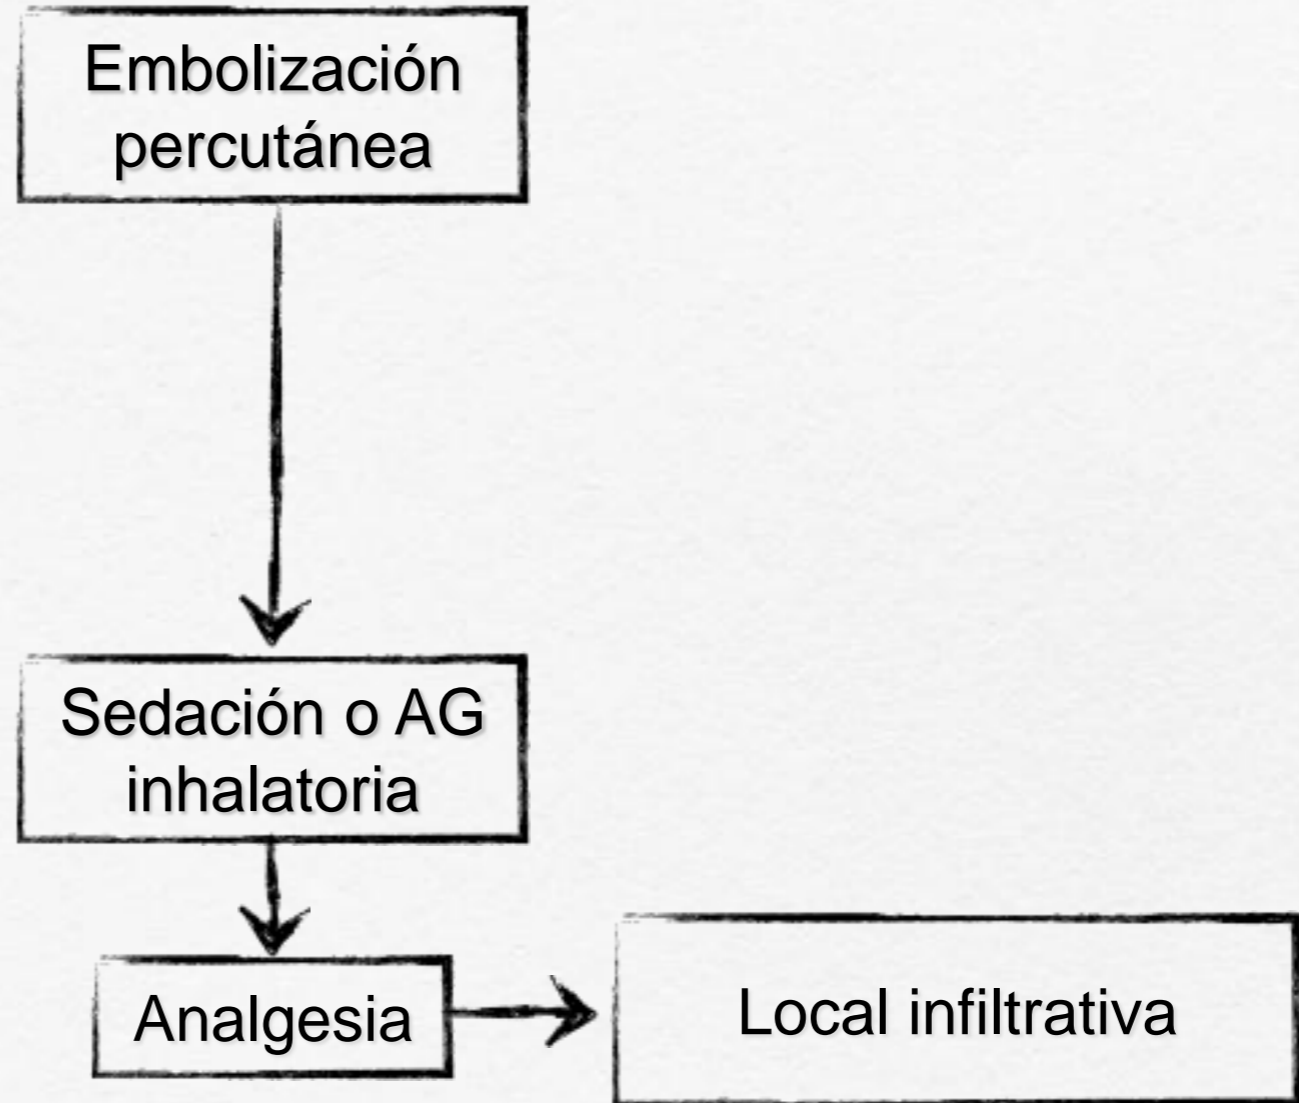 Embolización
percutánea
Sedación o AG
inhalatoria
Analgesia
Local infiltrativa